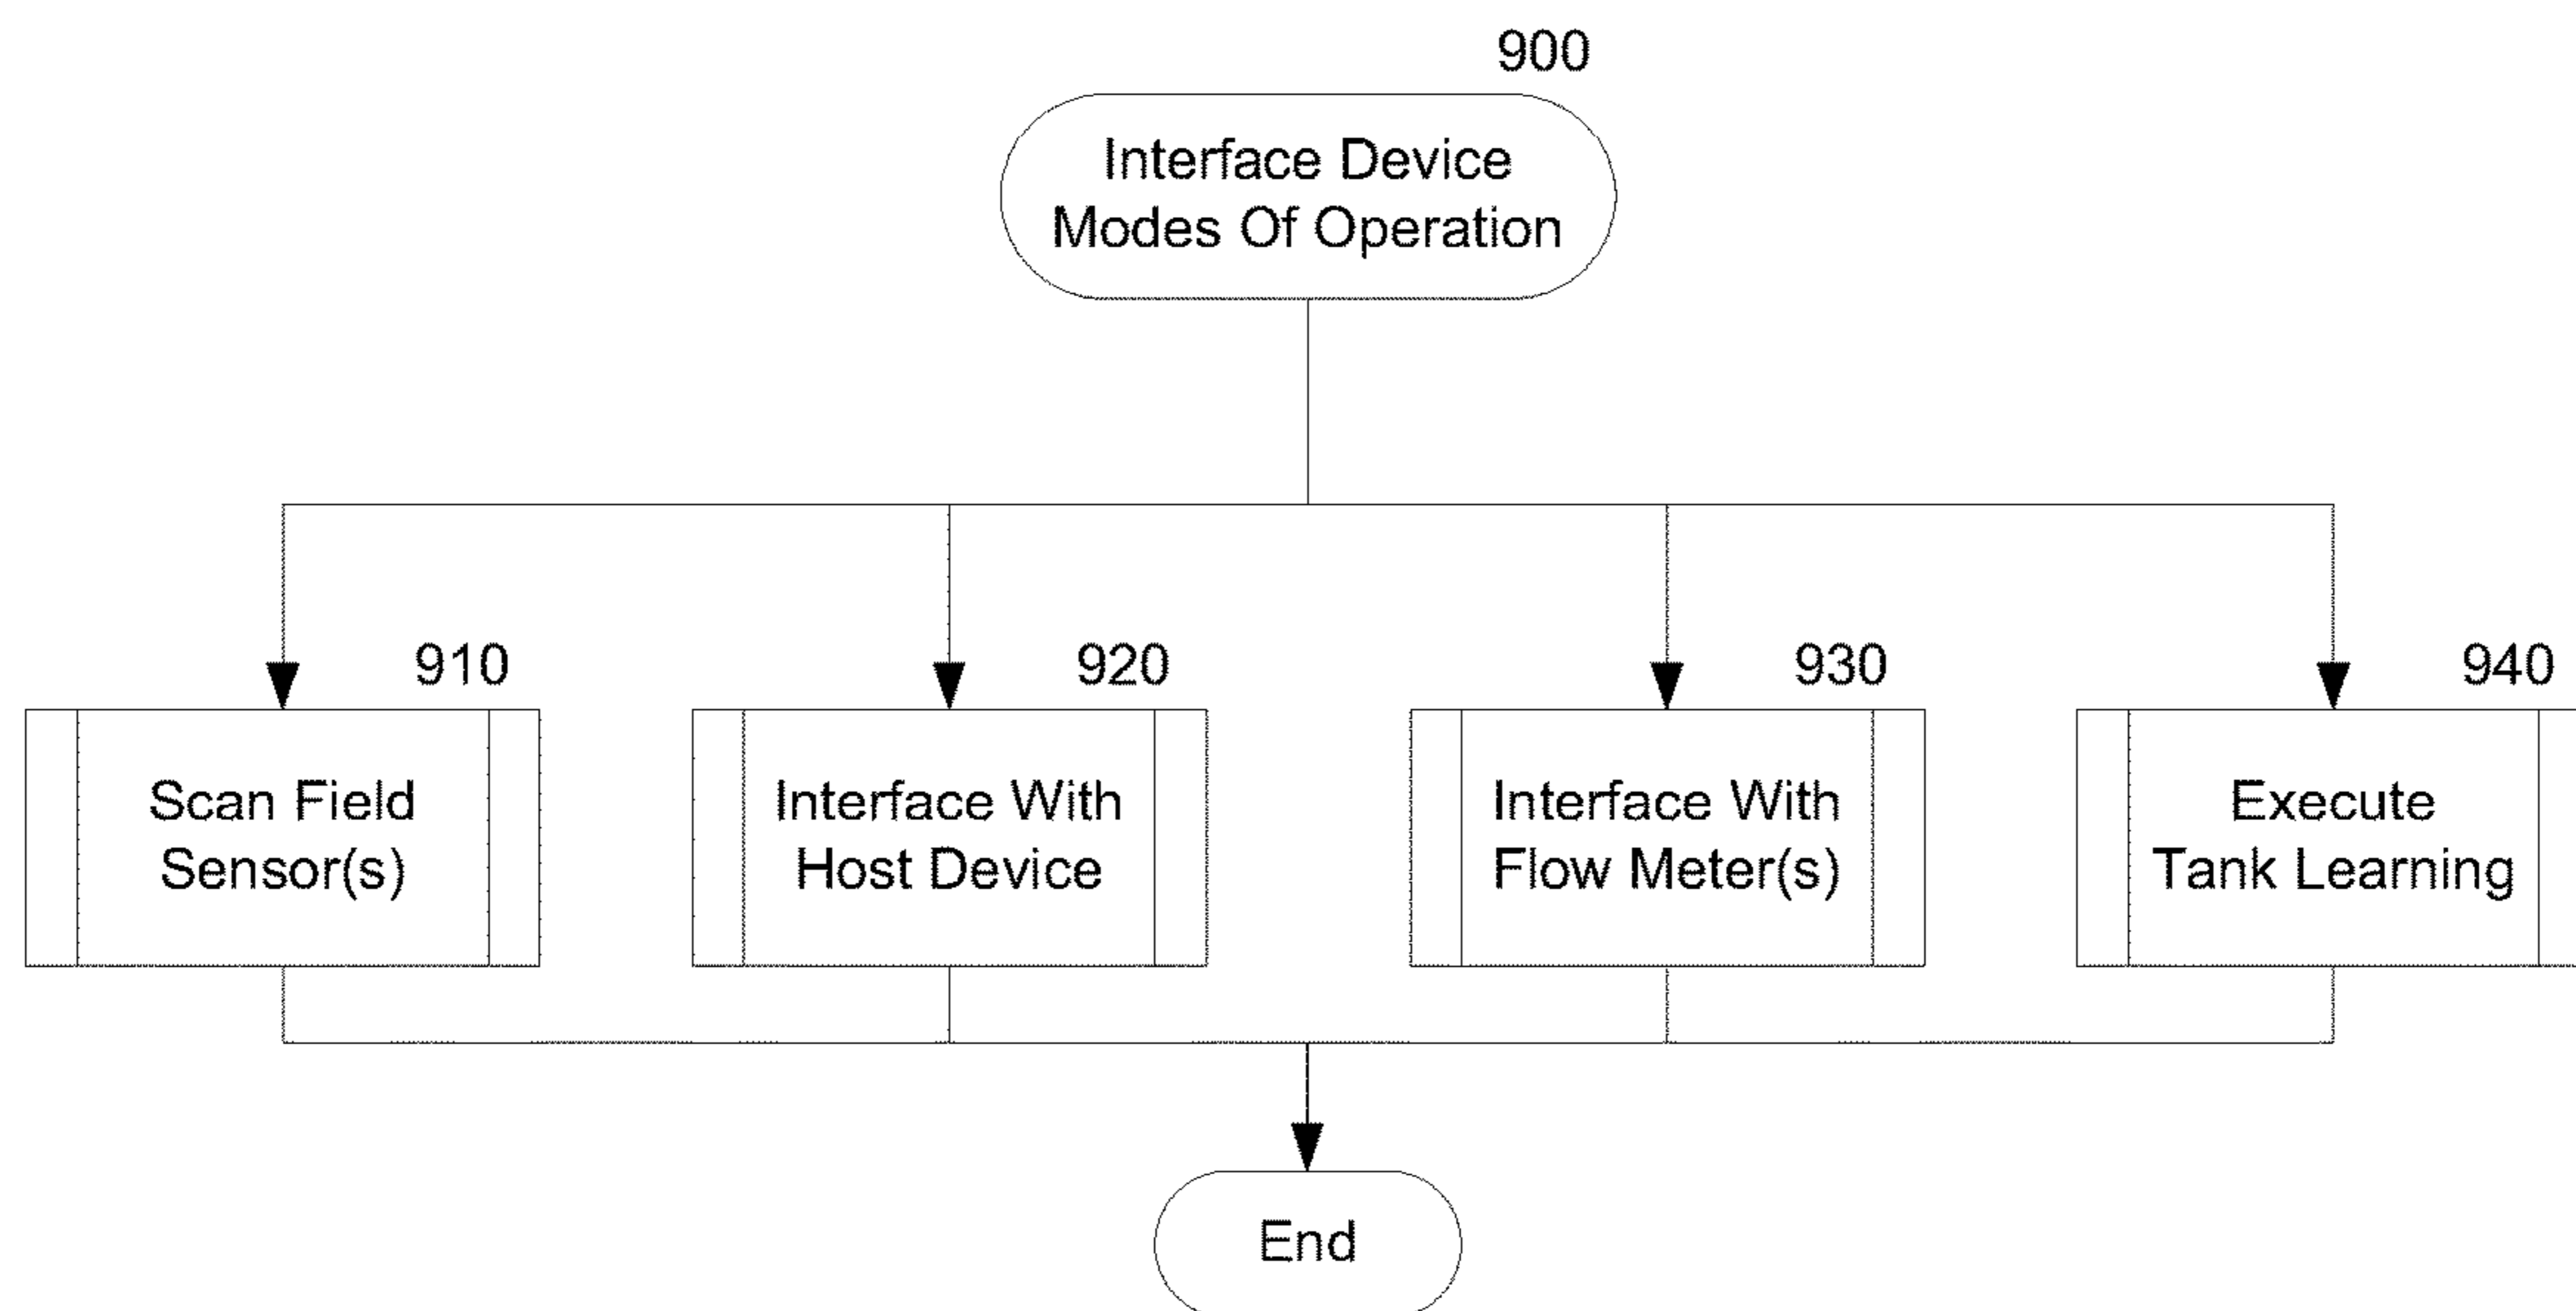 900
Interface Device
Modes Of Operation
910
Scan Field
Sensor(s)
920
Interface With
Host Device
930
Interface With
Flow Meter(s)
940
Execute
Tank Learning
End